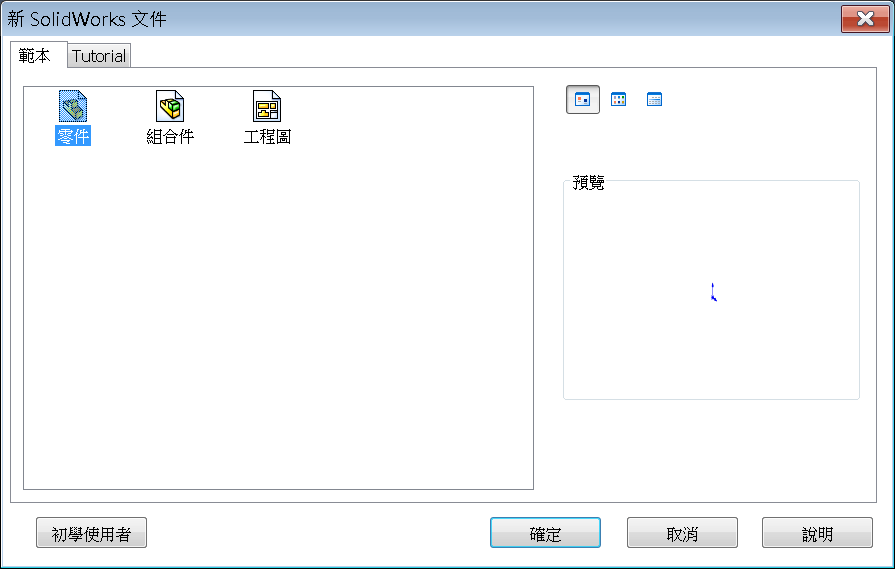 新 SolidWorks 文件
範本 Tutorial
零件 組合件 工程圖
預覽
初學使用者 確定 取消 說明